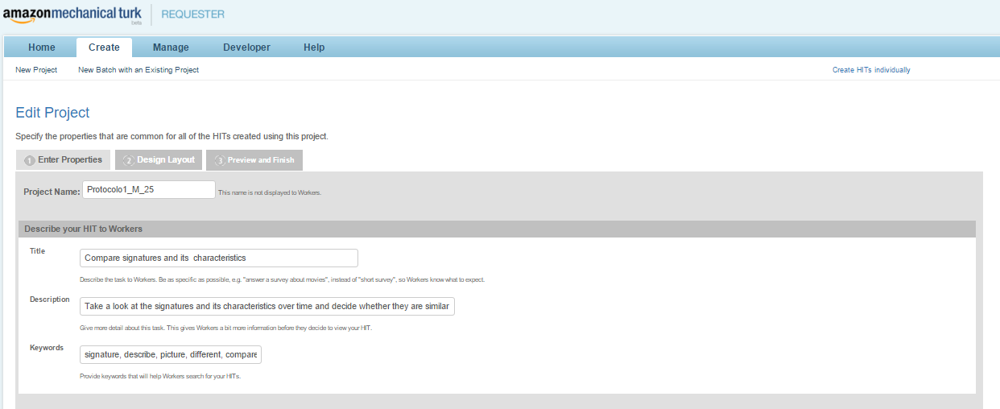 amazonmechanical turk REQUESTER
beta
Home Create Manage Developer Help
New Project New Batch with an Existing Project Create HITs individually
Edit Project
Specify the properties that are common for all of the HITs created using this project.
1 Enter Properties 2 Design Layout 3 Preview and Finish
Project Name: Protocolo1_M_25 This name is not displayed to Workers.
Describe your HIT to Workers
Title
Compare signatures and its  characteristics
Describe the task to Workers. Be as specific as possible, e.g. "answer a survey about movies", instead of "short survey", so Workers know what to expect.
Description
Take a look at the signatures and its characteristics over time and decide whether they are similar
Give more detail about this task. This gives Workers a bit more information before they decide to view your HIT.
Keywords
signature, describe, picture, different, compare
Provide keywords that will help Workers search for your HITs.